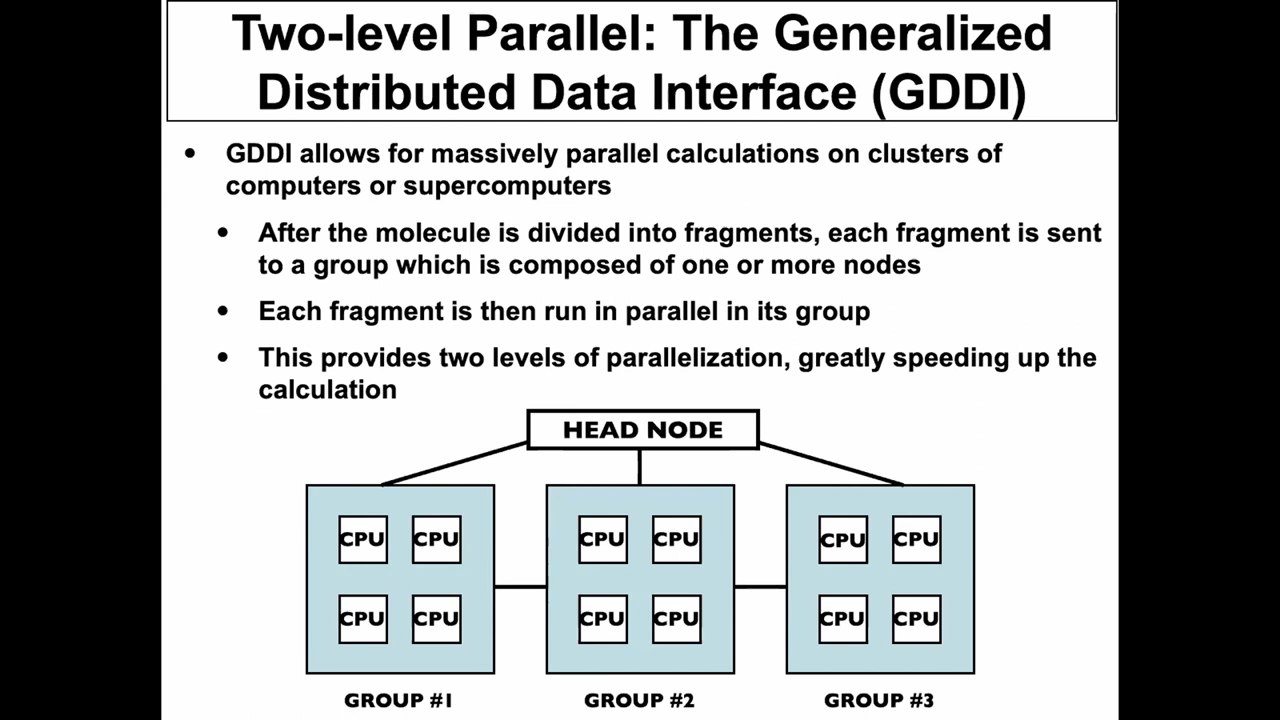 Two-level Parallel: The Generalized
Distributed Data Interface (GDDI)
• GDDI allows for massively parallel calculations on clusters of
computers or supercomputers
• After the molecule is divided into fragments, each fragment is sent
to a group which is composed of one or more nodes
• Each fragment is then run in parallel in its group
• This provides two levels of parallelization, greatly speeding up the
calculation
HEAD NODE
CPU CPU CPU CPU CPU CPU
CPU CPU CPU CPU CPU CPU
GROUP #1 GROUP #2 GROUP #3